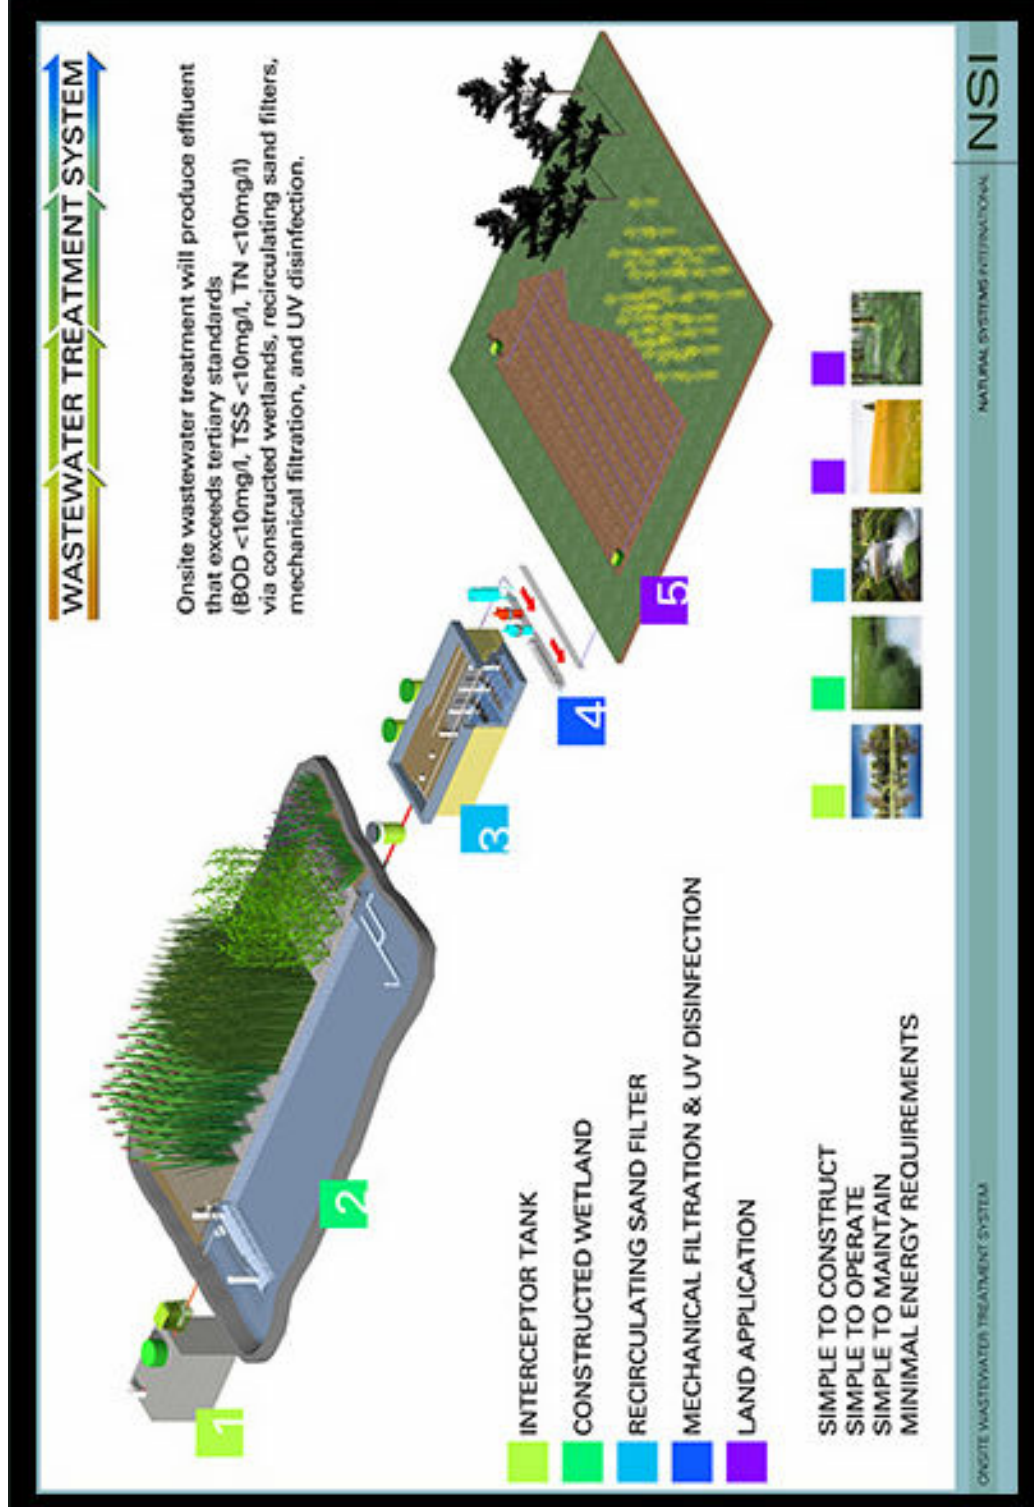 WASTEWATER TREATMENT SYSTEM
Onsite wastewater treatment will produce effluent
that exceeds tertiary standards
(BOD <10mg/l, TSS <10mg/l, TN <10mg/l)
via constructed wetlands, recirculating sand filters,
mechanical filtration, and UV disinfection.
1
2
3
4
5
INTERCEPTOR TANK
CONSTRUCTED WETLAND
RECIRCULATING SAND FILTER
MECHANICAL FILTRATION & UV DISINFECTION
LAND APPLICATION
SIMPLE TO CONSTRUCT
SIMPLE TO OPERATE
SIMPLE TO MAINTAIN
MINIMAL ENERGY REQUIREMENTS
ONSITE WASTEWATER TREATMENT SYSTEM
NATURAL SYSTEMS INTERNATIONAL
NSI